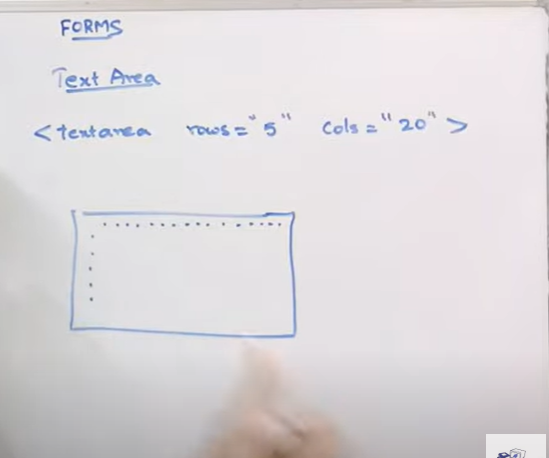 FORMS
Text Area
<textarea rows="5" cols="20">